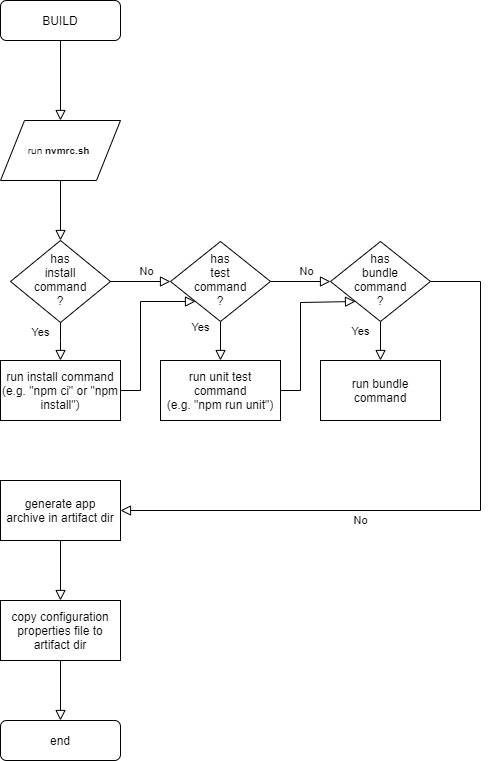 BUILD
run nvmrc.sh
has
install
command
?
No
has
test
command
?
No
has
bundle
command
?
Yes
Yes
Yes
run install command
(e.g. "npm ci" or "npm
install")
run unit test
command
(e.g. "npm run unit")
run bundle
command
generate app
archive in artifact dir
No
copy configuration
properties file to
artifact dir
end